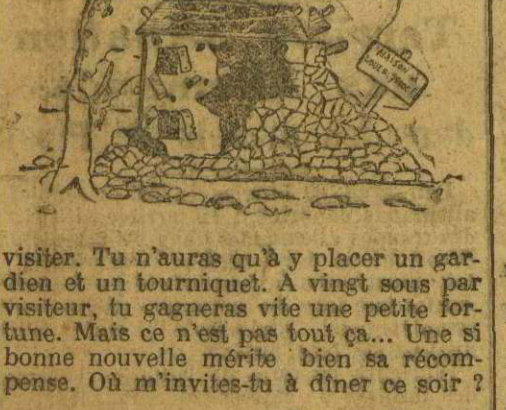 MAISON A
LOUER
visiter. Tu n'auras qu'à y placer un gar-
dien et un tourniquet. A vingt sous par
visiteur, tu gagneras vite une petite for-
tune. Mais ce n'est pas tout ça... Une si
bonne nouvelle mérite bien sa récom-
pense. Où m'invites-tu à dîner ce soir ?